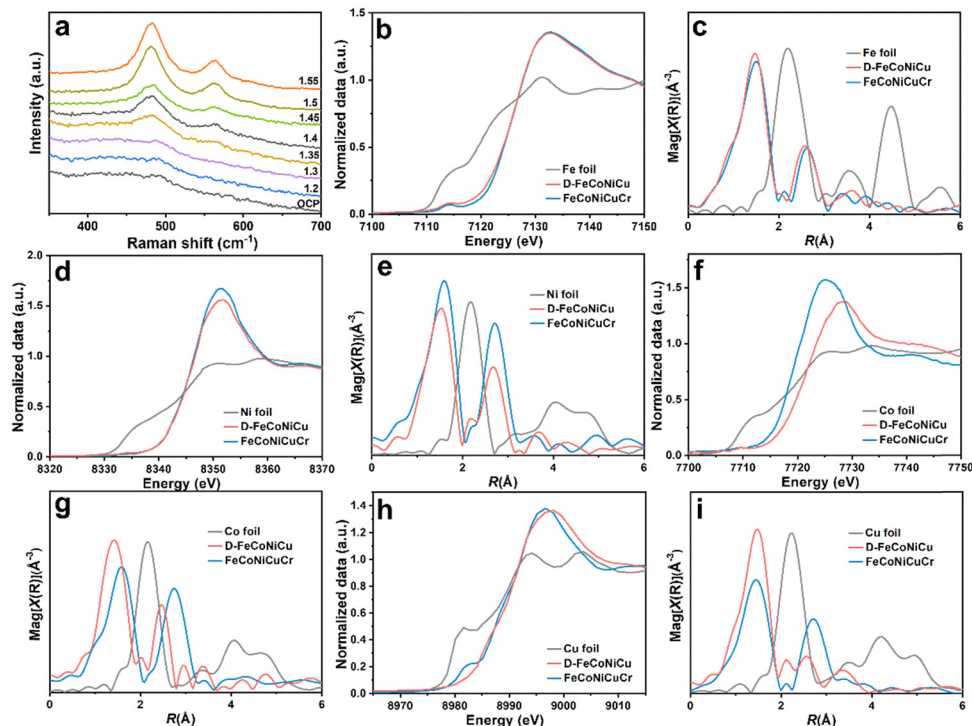 a
Intensity (a.u.)
1.55
1.5
1.45
1.4
1.35
1.3
1.2
OCP
400 500 600 700
Raman shift (cm⁻¹)
b
Normalized data (a.u.)
1.5
1.0
0.5
0.0
Fe foil
D-FeCoNiCu
FeCoNiCuCr
7100 7110 7120 7130 7140 7150
Energy (eV)
c
Mag[X(R)](Å⁻³)
Fe foil
D-FeCoNiCu
FeCoNiCuCr
0 2 3 4 6
R(Å)
d
Normalized data (a.u.)
2.0
1.5
1.0
0.5
0.0
Ni foil
D-FeCoNiCu
FeCoNiCuCr
8320 8330 8340 8350 8360 8370
Energy (eV)
e
Mag[X(R)](Å⁻³)
Ni foil
D-FeCoNiCu
FeCoNiCuCr
0 2 4 6
R(Å)
f
Normalized data (a.u.)
1.5
1.0
0.5
0.0
Co foil
D-FeCoNiCu
FeCoNiCuCr
7700 7710 7720 7730 7740 7750
Energy (eV)
g
Mag[X(R)](Å⁻³)
Co foil
D-FeCoNiCu
FeCoNiCuCr
0 2 4 6
R(Å)
h
Normalized data (a.u.)
1.4
1.2
0.8
0.4
0.0
Cu foil
D-FeCoNiCu
FeCoNiCuCr
8970 8980 8990 9000 9010
Energy (eV)
i
Mag[X(R)](Å⁻³)
Cu foil
D-FeCoNiCu
FeCoNiCuCr
0 2 3 4 6
R(Å)